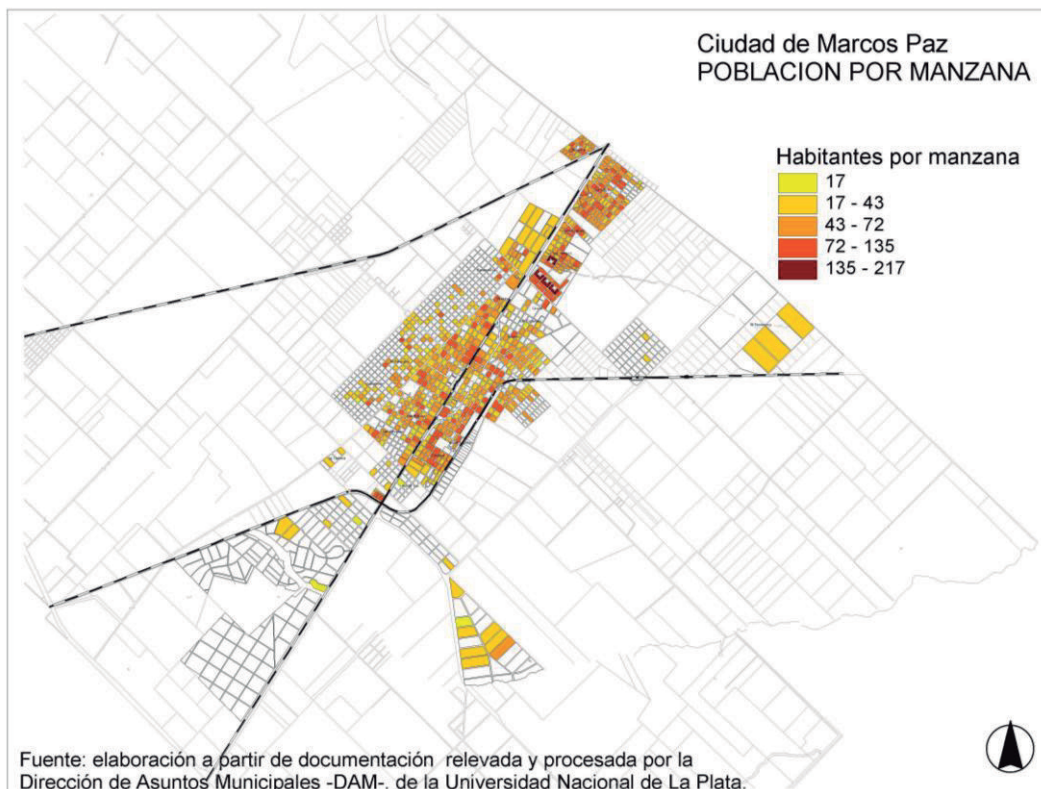 Ciudad de Marcos Paz
POBLACION POR MANZANA
Habitantes por manzana
17
17 - 43
43 - 72
72 - 135
135 - 217
Fuente: elaboración a partir de documentación relevada y procesada por la
Dirección de Asuntos Municipales -DAM-, de la Universidad Nacional de La Plata.